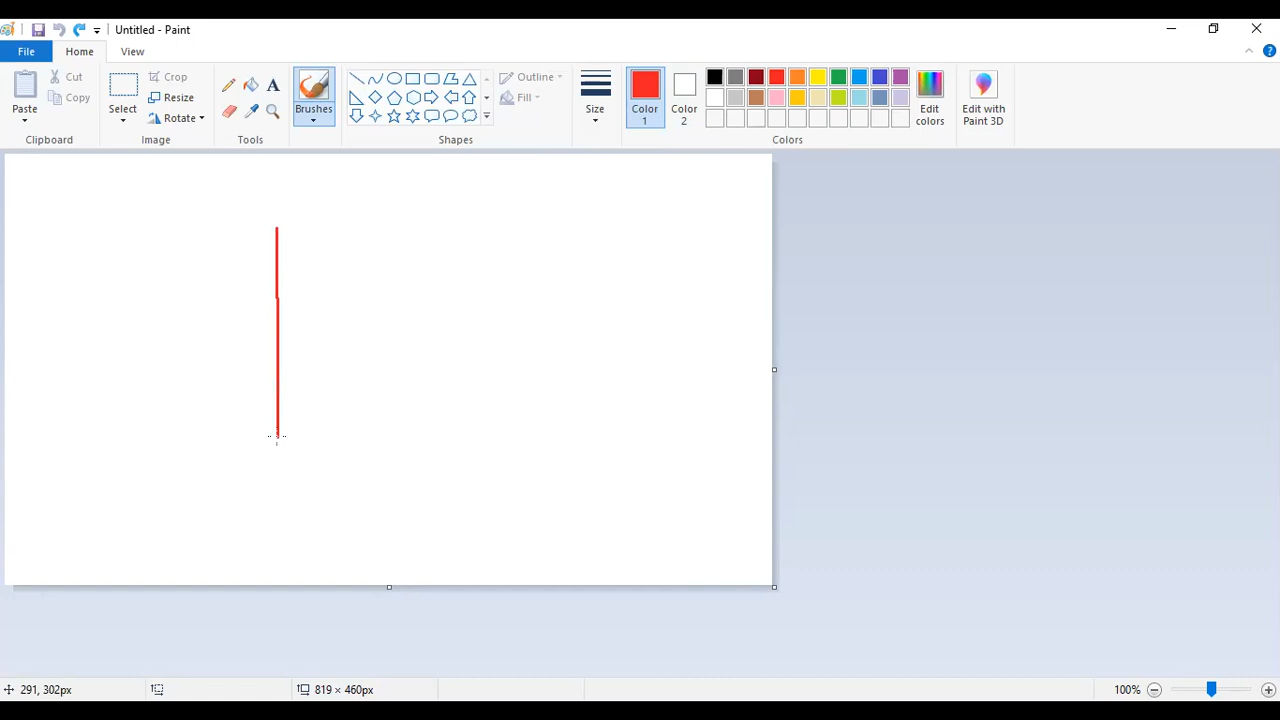 Untitled - Paint
File Home View
Paste
Cut
Copy
Clipboard
Select
Crop
Resize
Rotate
Image
A
Tools
Brushes
Shapes
Outline
Fill
Size
Color 1
Color 2
Colors
Edit colors
Edit with Paint 3D
291, 302px
819 × 460px
100%